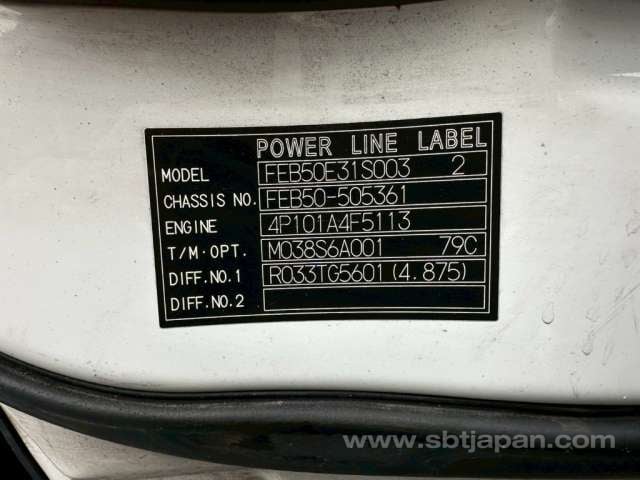 POWER LINE LABEL
MODEL FEB50E31S003 2
CHASSIS NO. FEB50-505361
ENGINE 4P101A4F5113
T/M・OPT. M038S6A001 79C
DIFF.NO.1 R033TG5601(4.875)
DIFF.NO.2
www.sbtjapan.com